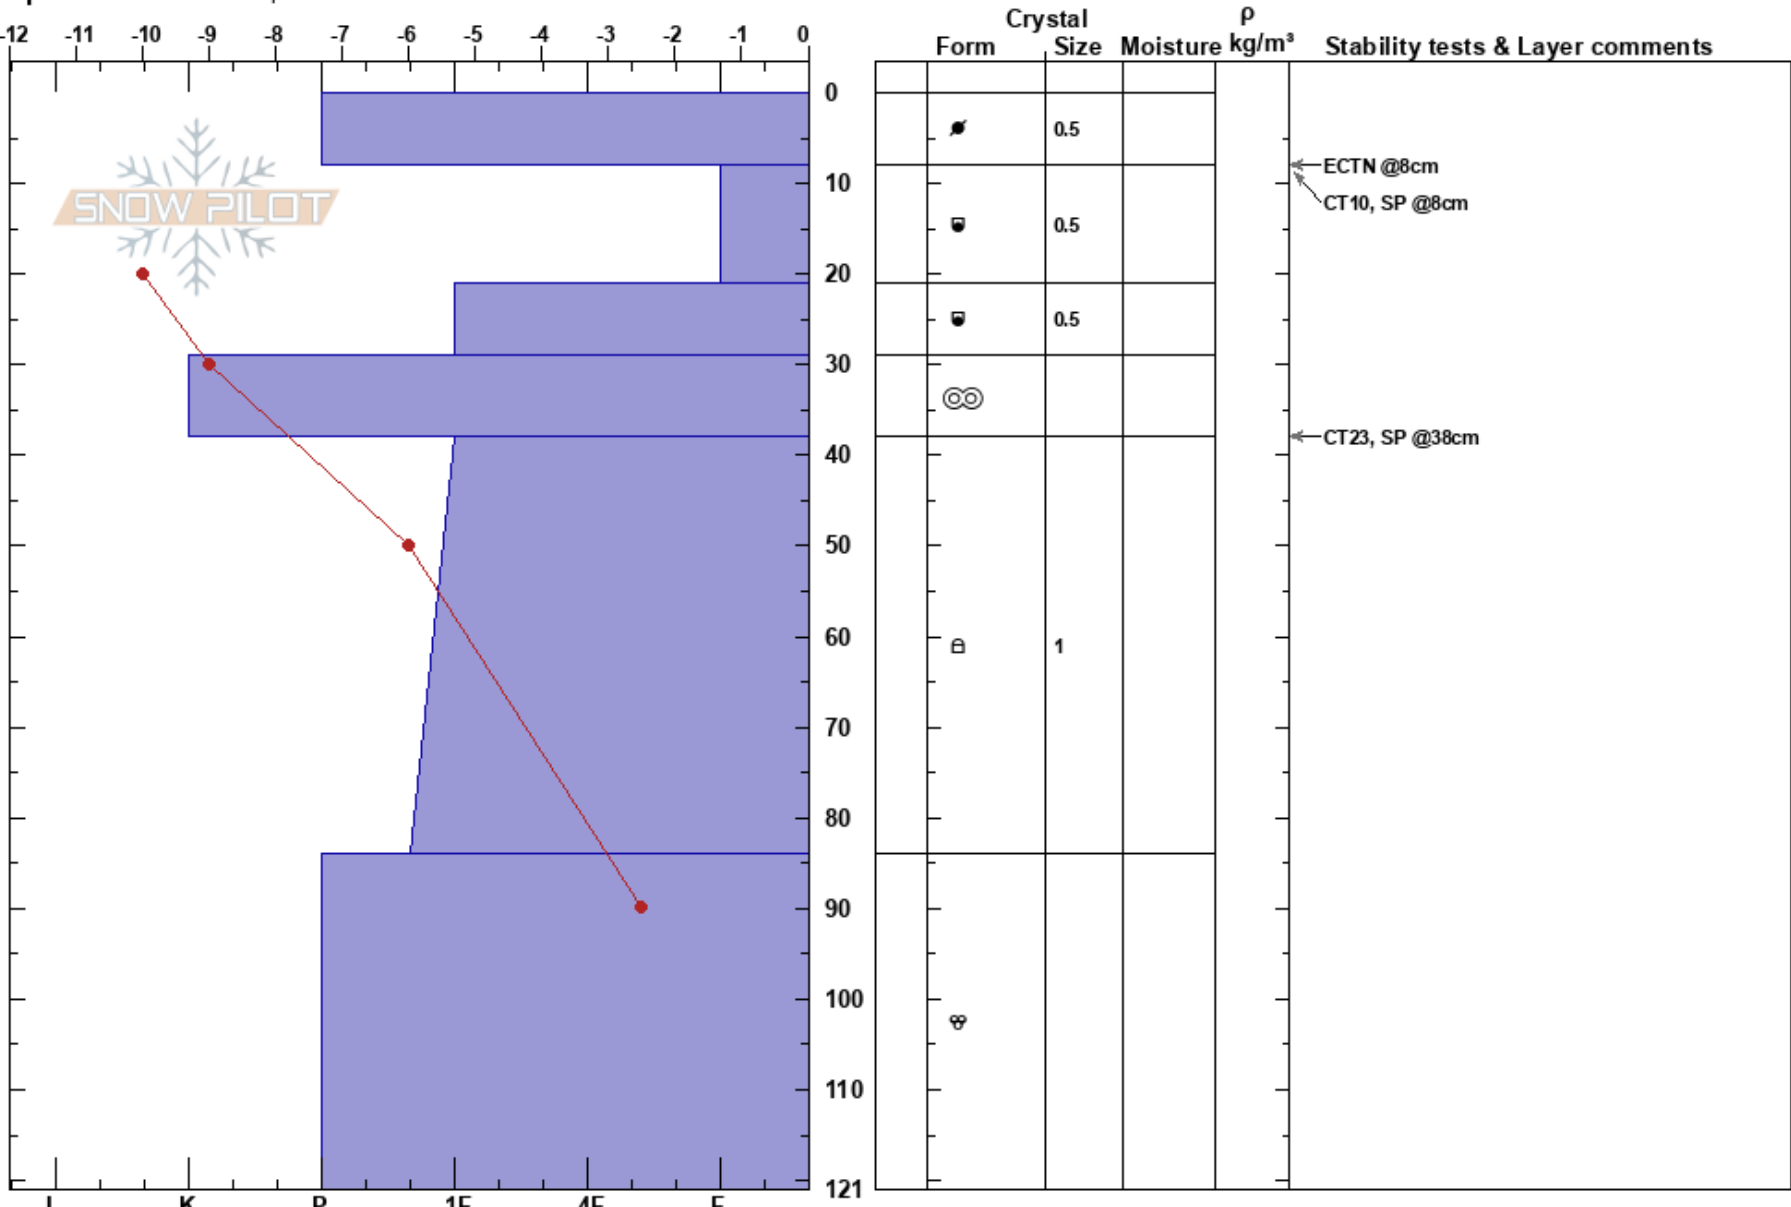 -12 -11 -10 -9 -8 -7 -6 -5 -4 -3 -2 -1 0
Crystal
ρ
Form Size Moisture kg/m³ Stability tests & Layer comments
0
0.5
ECTN @8cm
10
SNOW PILOT
CT10, SP @8cm
0.5
20
0.5
30
CT23, SP @38cm
40
50
60
1
70
80
90
100
110
121
I K P 1F 4F F